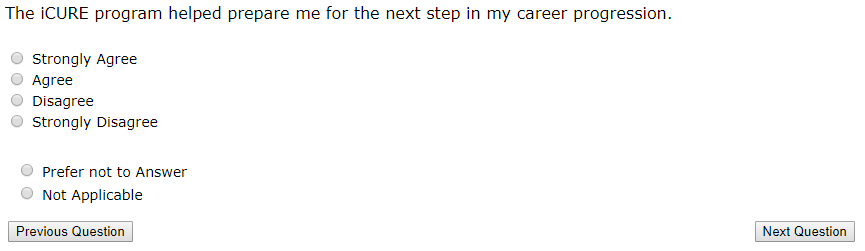 The iCURE program helped prepare me for the next step in my career progression.
Strongly Agree
Agree
Disagree
Strongly Disagree
Prefer not to Answer
Not Applicable
Previous Question
Next Question